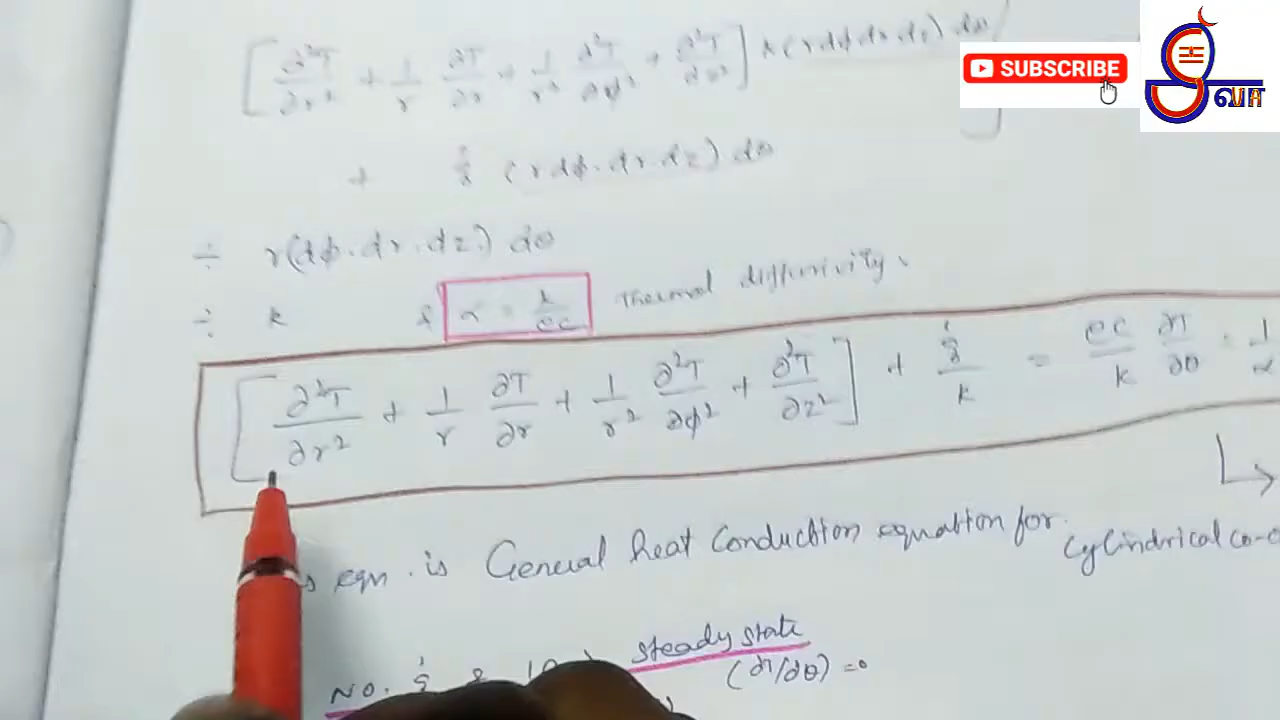 [∂²T/∂r² + 1/r ∂T/∂r + 1/r² ∂²T/∂ϕ² + ∂²T/∂z²] k (r dϕ dr dz) dθ
SUBSCRIBE
சிவா
+ q̇ (r dϕ. dr. dz) dθ
÷ r(dϕ. dr. dz.) dθ
÷ k & α = k/ρc Thermal diffusivity.
[∂²T/∂r² + 1/r ∂T/∂r + 1/r² ∂²T/∂ϕ² + ∂²T/∂z²] + q̇/k = ρc/k ∂T/∂θ = 1/α
eqn. is General heat conduction equation for cylindrical co-o
NO. q̇ & steady state
(∂T/∂θ) = 0